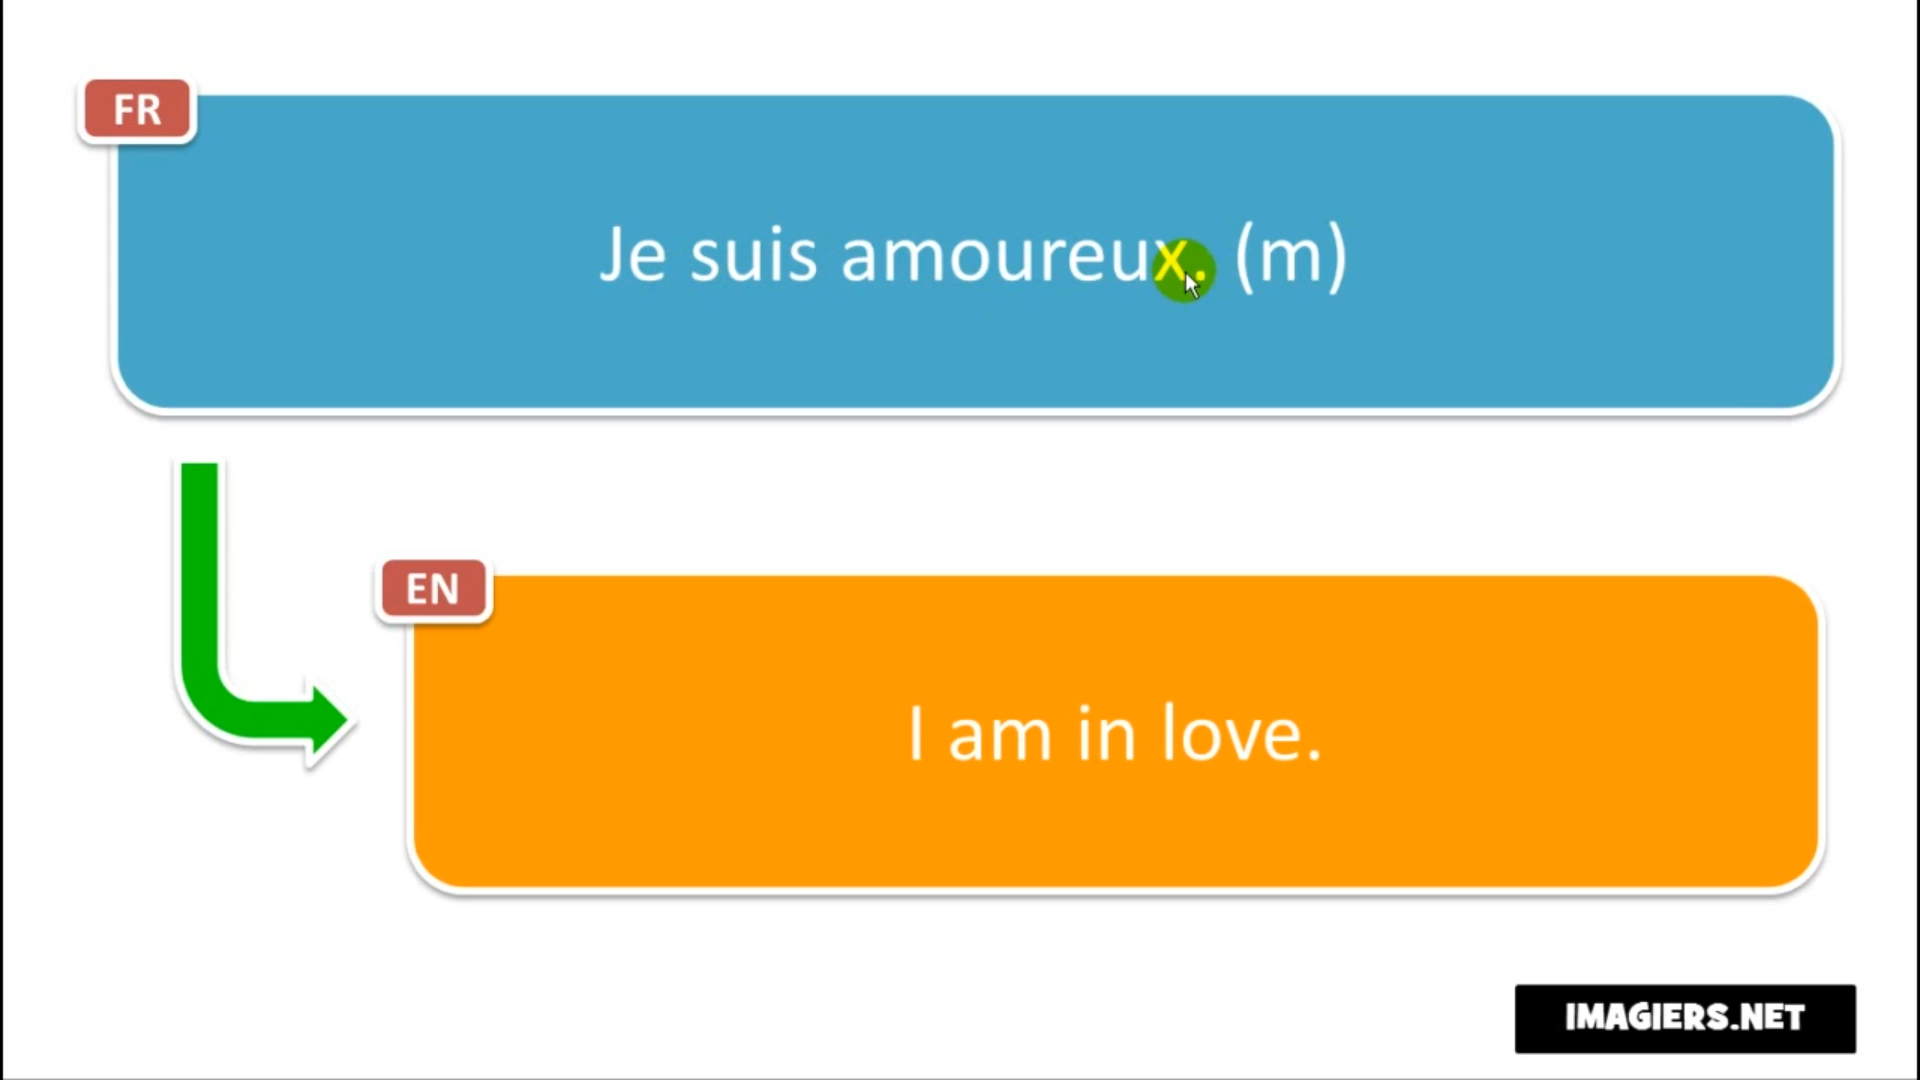 FR
Je suis amoureux. (m)
EN
I am in love.
IMAGIERS.NET